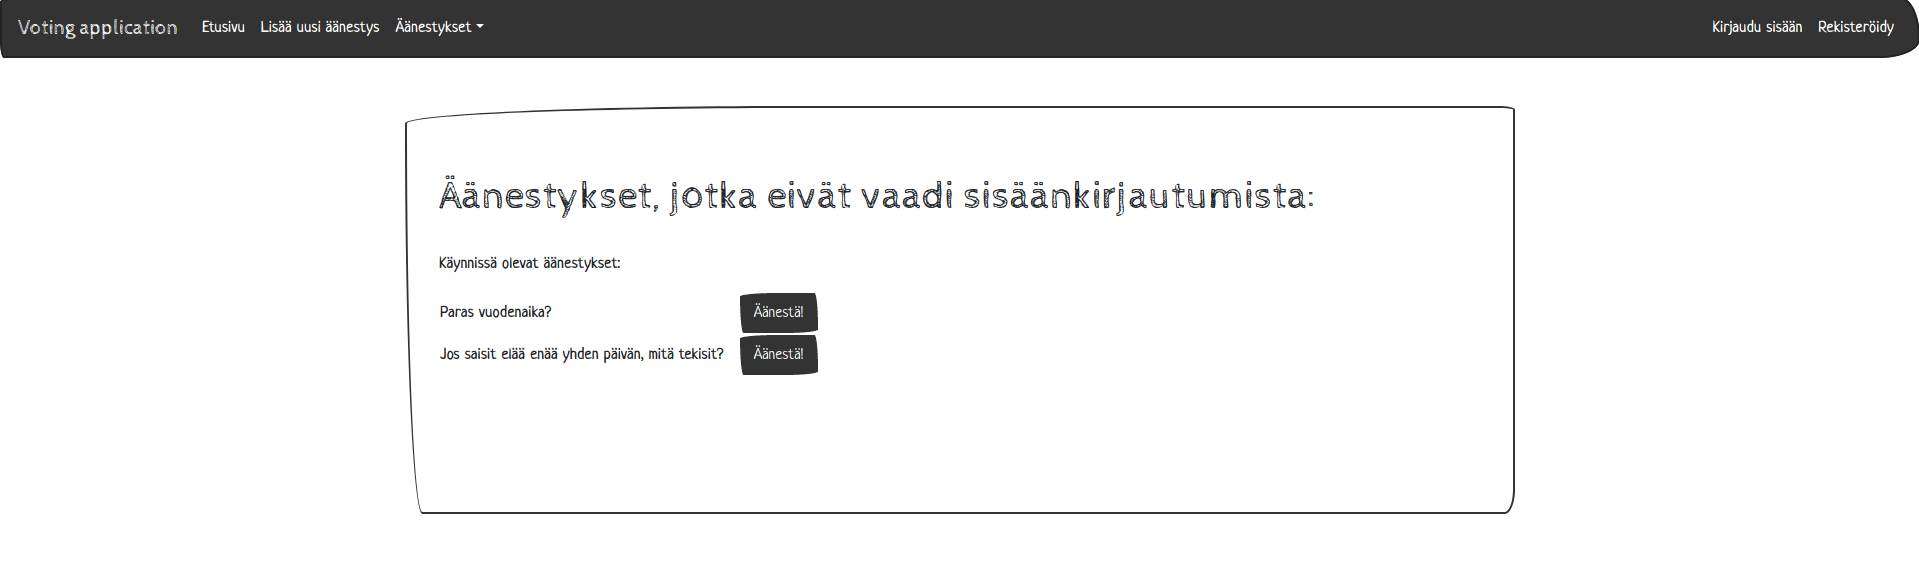 Voting application Etusivu Lisää uusi äänestys Äänestykset Kirjaudu sisään Rekisteröidy
Äänestykset, jotka eivät vaadi sisäänkirjautumista:
Käynnissä olevat äänestykset:
Paras vuodenaika? Äänestä!
Jos saisit elää enää yhden päivän, mitä tekisit? Äänestä!